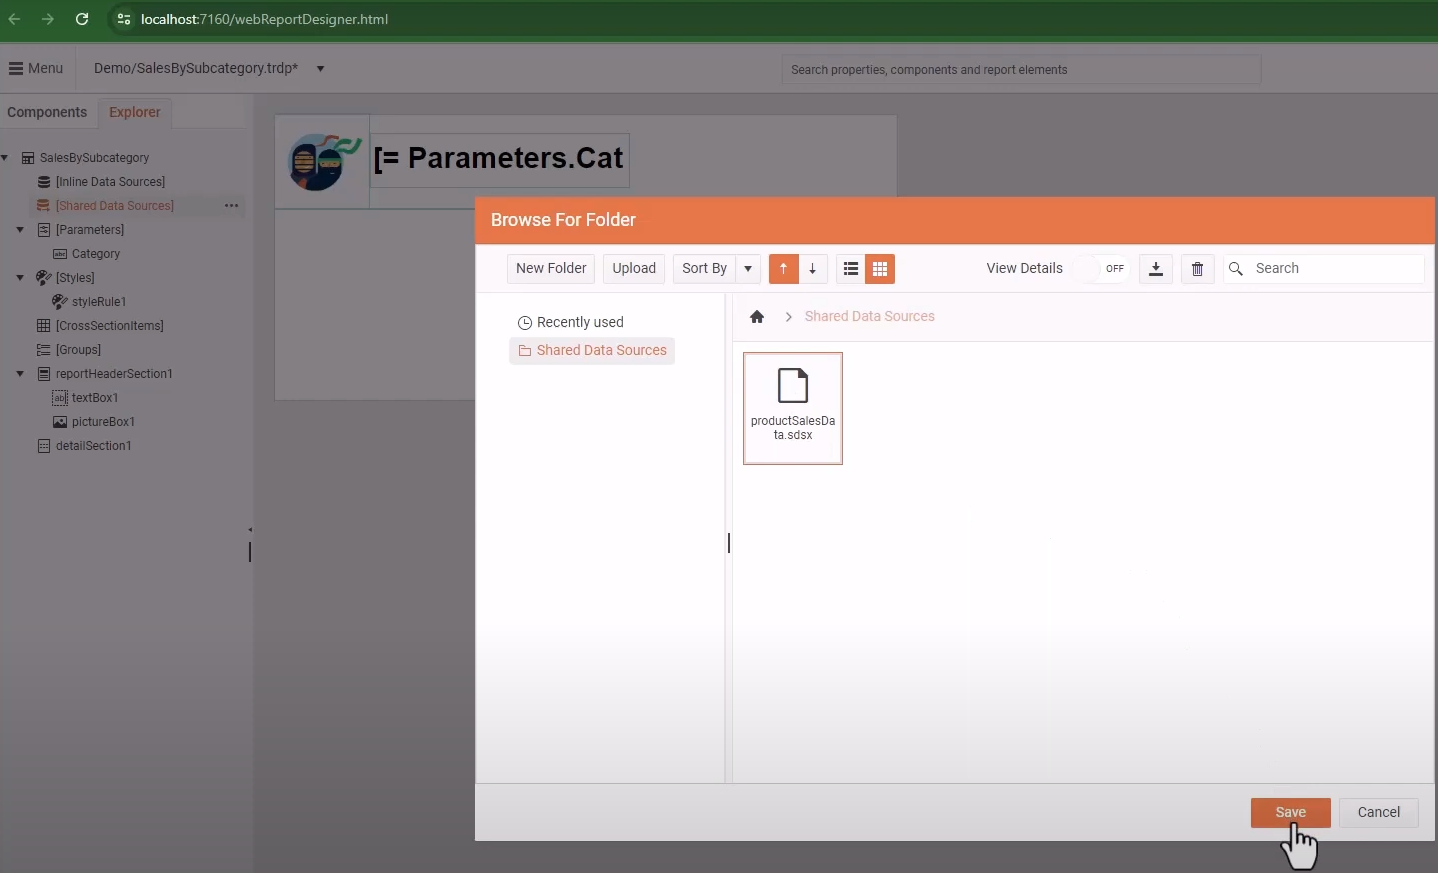 localhost:7160/webReportDesigner.html
Menu
Demo/SalesBySubcategory.trdp*
Search properties, components and report elements
Components
Explorer
SalesBySubcategory
[Inline Data Sources]
[Shared Data Sources]
[Parameters]
Category
[Styles]
styleRule1
[CrossSectionItems]
[Groups]
reportHeaderSection1
textBox1
pictureBox1
detailSection1
[= Parameters.Cat
Browse For Folder
New Folder
Upload
Sort By
View Details
OFF
Search
Recently used
Shared Data Sources
Shared Data Sources
productSalesDa
ta.sdsx
Save
Cancel